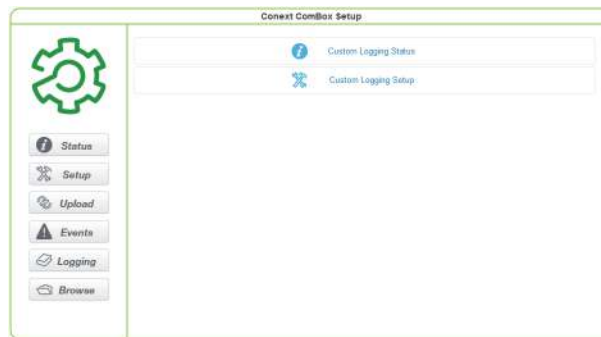 Conext ComBox Setup
Custom Logging Status
Custom Logging Setup
Status
Setup
Upload
Events
Logging
Browse